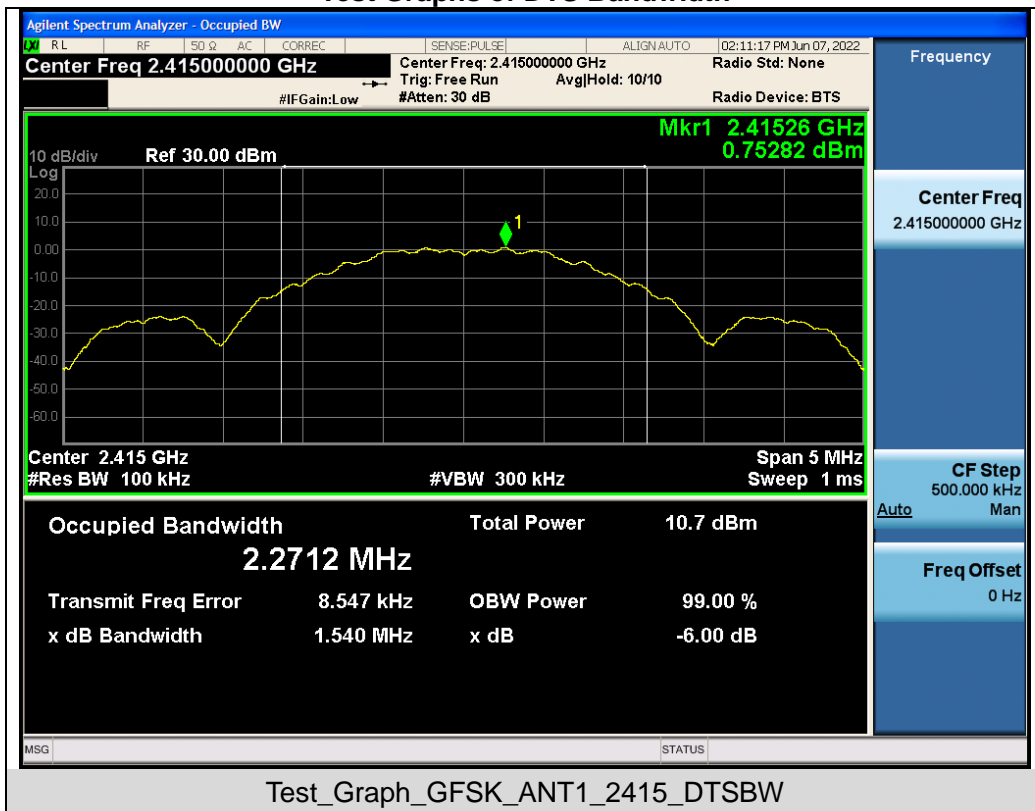 Agilent Spectrum Analyzer - Occupied BW
LXI RL RF 50 Ω AC CORREC SENSE:PULSE ALIGN AUTO 02:11:17 PM Jun 07, 2022
Center Freq 2.415000000 GHz
Center Freq: 2.415000000 GHz
Radio Std: None
Trig: Free Run Avg|Hold: 10/10
#IFGain:Low
#Atten: 30 dB
Radio Device: BTS
Mkr1 2.41526 GHz
0.75282 dBm
10 dB/div Ref 30.00 dBm
Log
20.0
10.0
0.00
-10.0
-20.0
-30.0
-40.0
-50.0
-60.0
1
Center 2.415 GHz
Span 5 MHz
#Res BW 100 kHz
#VBW 300 kHz
Sweep 1 ms
Occupied Bandwidth
2.2712 MHz
Total Power 10.7 dBm
Transmit Freq Error 8.547 kHz
OBW Power 99.00 %
x dB Bandwidth 1.540 MHz
x dB -6.00 dB
MSG
STATUS
Frequency
Center Freq
2.415000000 GHz
CF Step
500.000 kHz
Auto Man
Freq Offset
0 Hz
Test_Graph_GFSK_ANT1_2415_DTSBW